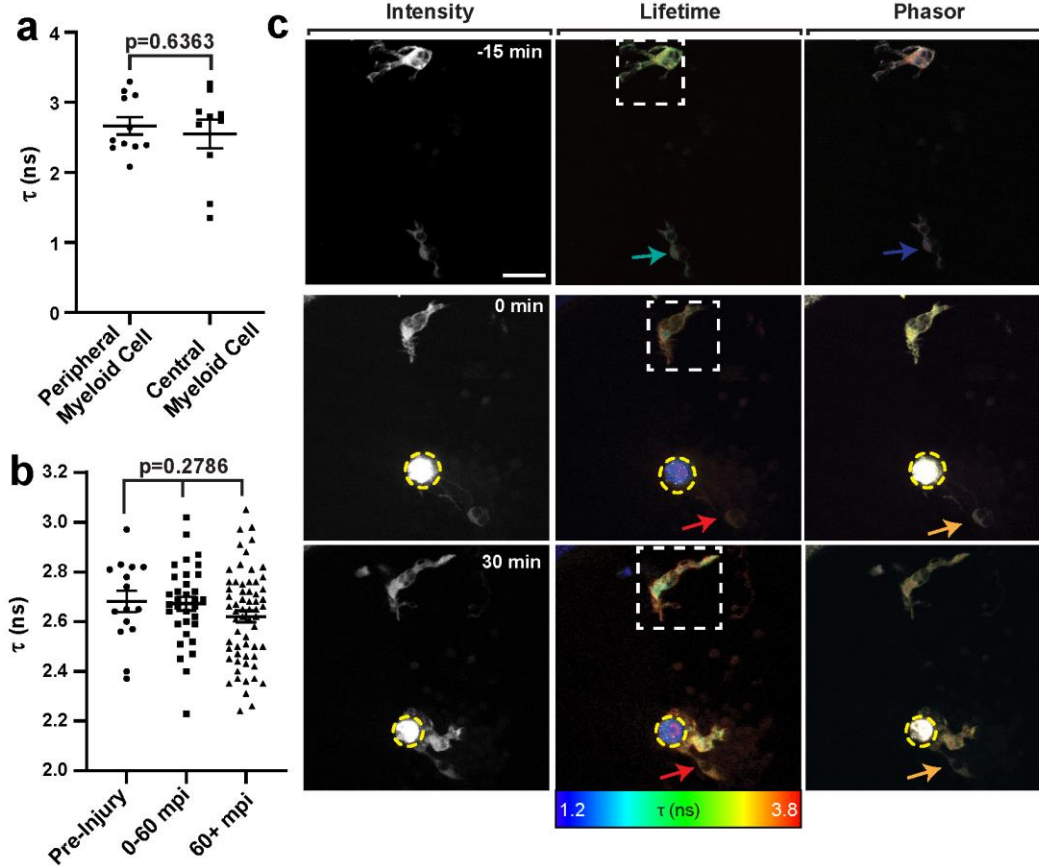 a
p=0.6363
τ (ns)
4
3
2
1
0
Peripheral
Myeloid Cell
Central
Myeloid Cell
b
p=0.2786
τ (ns)
3.2
3.0
2.8
2.6
2.4
2.2
2.0
Pre-Injury
0-60 mpi
60+ mpi
c
Intensity
Lifetime
Phasor
-15 min
0 min
30 min
1.2
τ (ns)
3.8